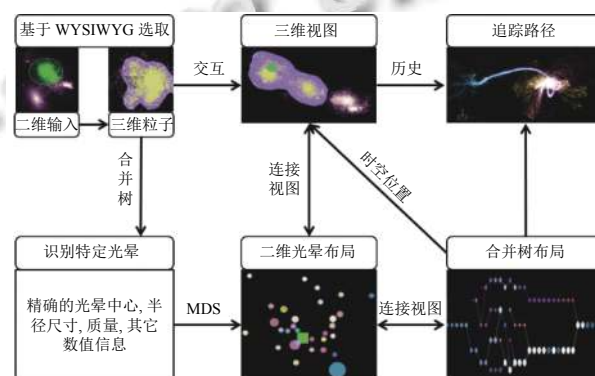 基于 WYSIWYG 选取
三维视图
追踪路径
交互
历史
二维输入
三维粒子
合并树
连接
视图
时空位置
识别特定光晕
二维光晕布局
合并树布局
精确的光晕中心, 半
径尺寸, 质量, 其它
数值信息
MDS
连接视图